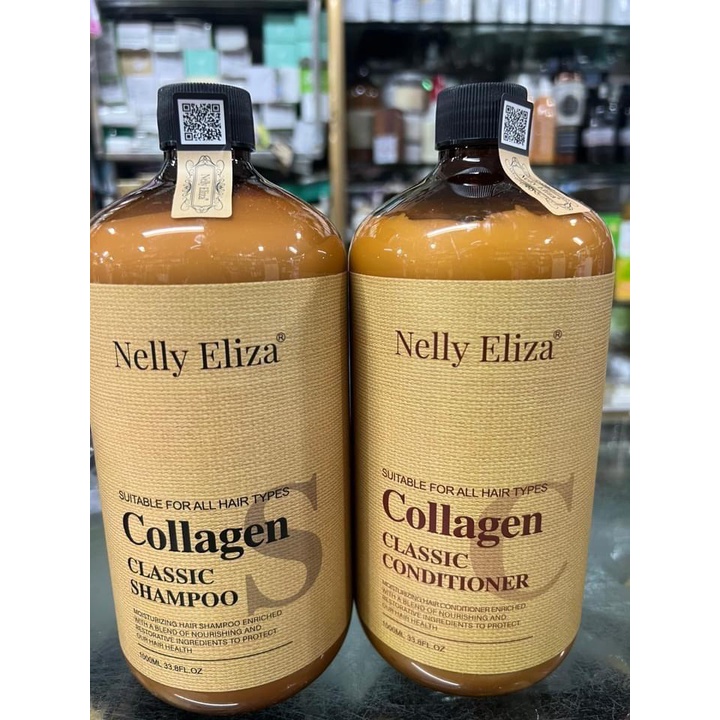 Nelly Eliza®
SUITABLE FOR ALL HAIR TYPES
S
Collagen
CLASSIC
SHAMPOO
MOISTURIZING HAIR SHAMPOO ENRICHED
WITH A BLEND OF NOURISHING AND
RESTORATIVE INGREDIENTS TO PROTECT
OUR HAIR HEALTH
1000ML 33.8FL.OZ
Nelly Eliza®
SUITABLE FOR ALL HAIR TYPES
C
Collagen
CLASSIC
CONDITIONER
MOISTURIZING HAIR CONDITIONER ENRICHED
WITH A BLEND OF NOURISHING AND
RESTORATIVE INGREDIENTS TO PROTECT
OUR HAIR HEALTH
1000ML 33.8FL.OZ